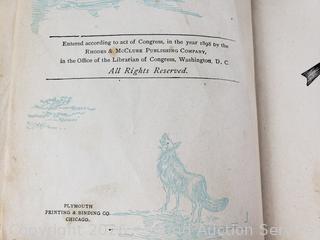 Entered according to act of Congress, in the year 1898 by the
RHODES & MCCLURE PUBLISHING COMPANY,
in the Office of the Librarian of Congress, Washington, D. C.
All Rights Reserved.
PLYMOUTH
PRINTING & BINDING CO.
CHICAGO.